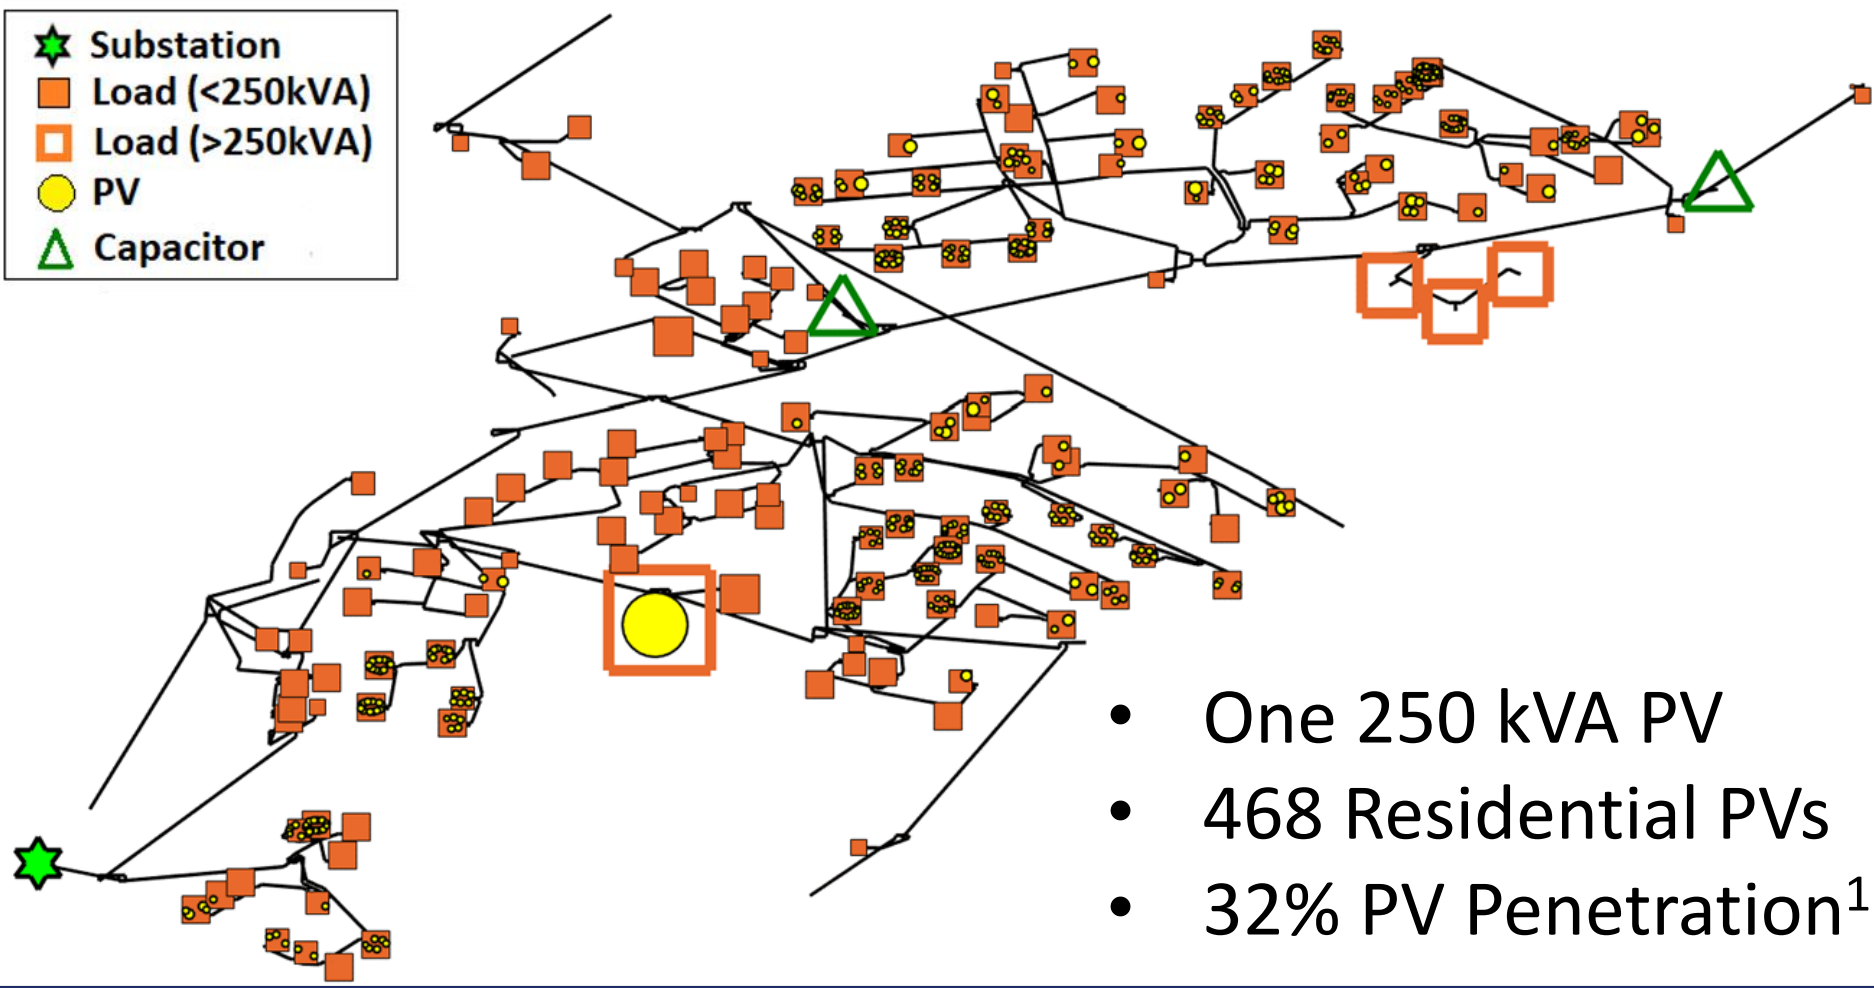 Substation
Load (<250kVA)
Load (>250kVA)
PV
Capacitor
• One 250 kVA PV
• 468 Residential PVs
• 32% PV Penetration¹